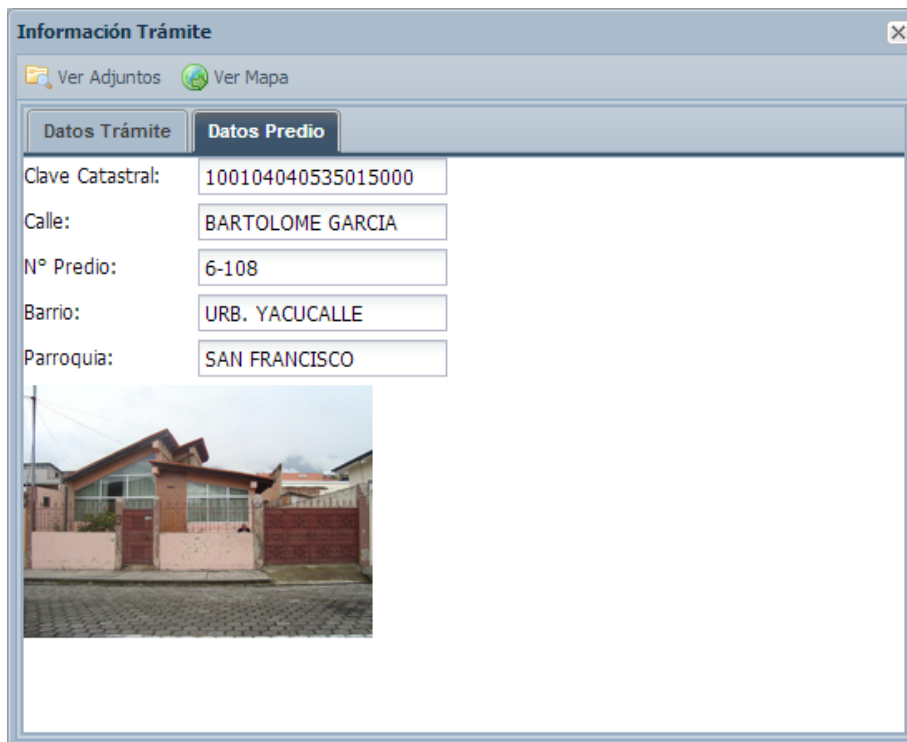 Información Trámite
Ver Adjuntos Ver Mapa
Datos Trámite Datos Predio
Clave Catastral: 100104040535015000
Calle: BARTOLOME GARCIA
N° Predio: 6-108
Barrio: URB. YACUCALLE
Parroquia: SAN FRANCISCO